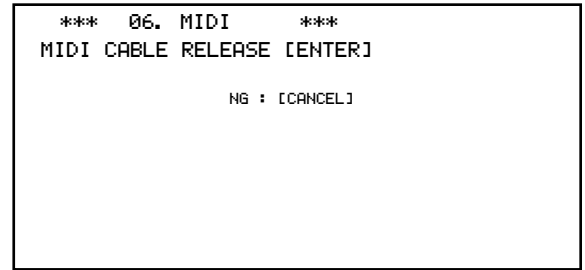 *** 06. MIDI ***
MIDI CABLE RELEASE [ENTER]
NG : [CANCEL]